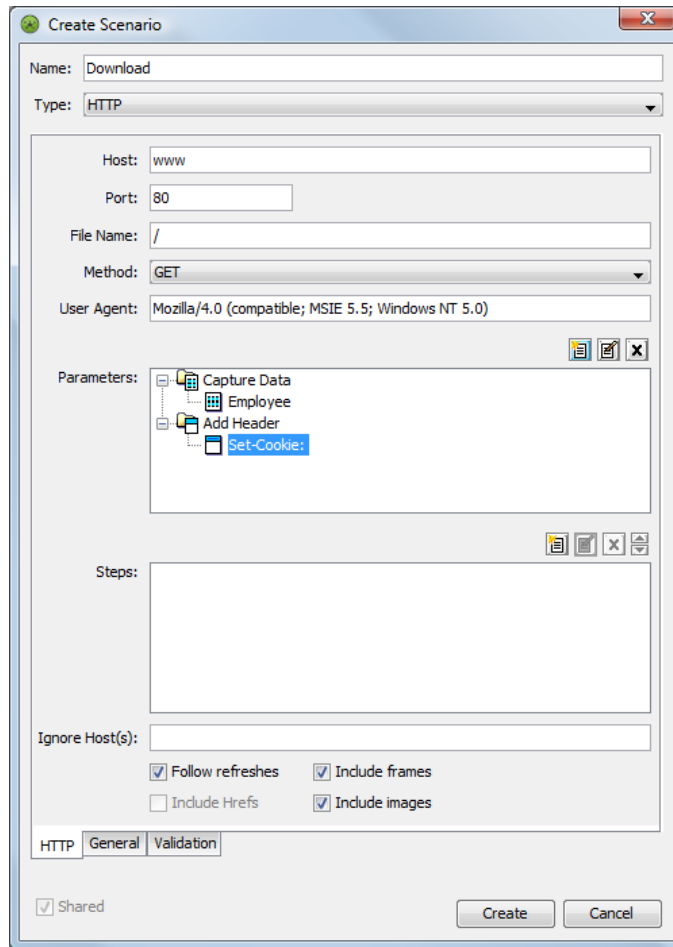 Create Scenario
Name: Download
Type: HTTP
Host: www
Port: 80
File Name: /
Method: GET
User Agent: Mozilla/4.0 (compatible; MSIE 5.5; Windows NT 5.0)
Parameters:
Capture Data
Employee
Add Header
Set-Cookie:
Steps:
Ignore Host(s):
Follow refreshes Include frames
Include Hrefs Include images
HTTP General Validation
Shared Create Cancel